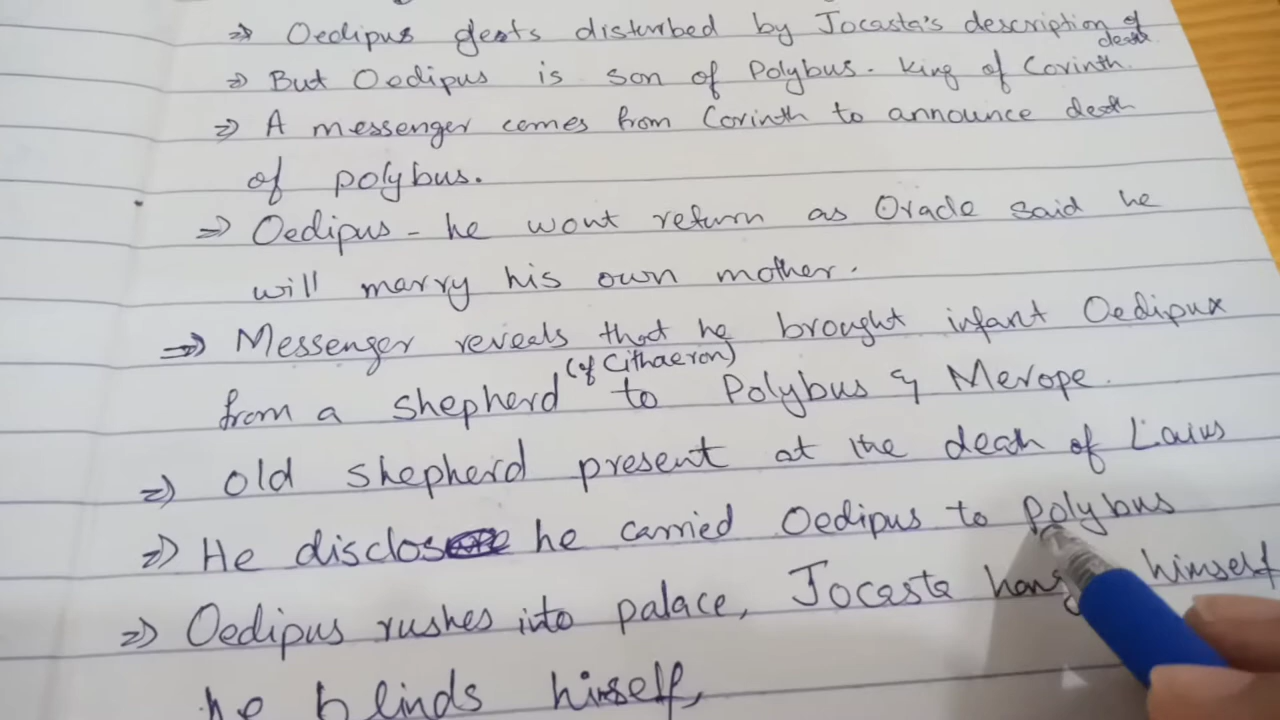 ⇒ Oedipus gets disturbed by Jocasta's description of death
⇒ But Oedipus is son of Polybus. King of Corinth.
⇒ A messenger comes from Corinth to announce death
of polybus.
⇒ Oedipus - he wont return as Oracle said he
will marry his own mother.
⇒ Messenger reveals that he brought infant Oedipux
from a shepherd (of Cithaeron) to Polybus & Merope.
⇒ old shepherd present at the death of Laius
⇒ He disclos he carried Oedipus to polybus
⇒ Oedipus rushes into palace, Jocasta hang himself
he blinds himself,